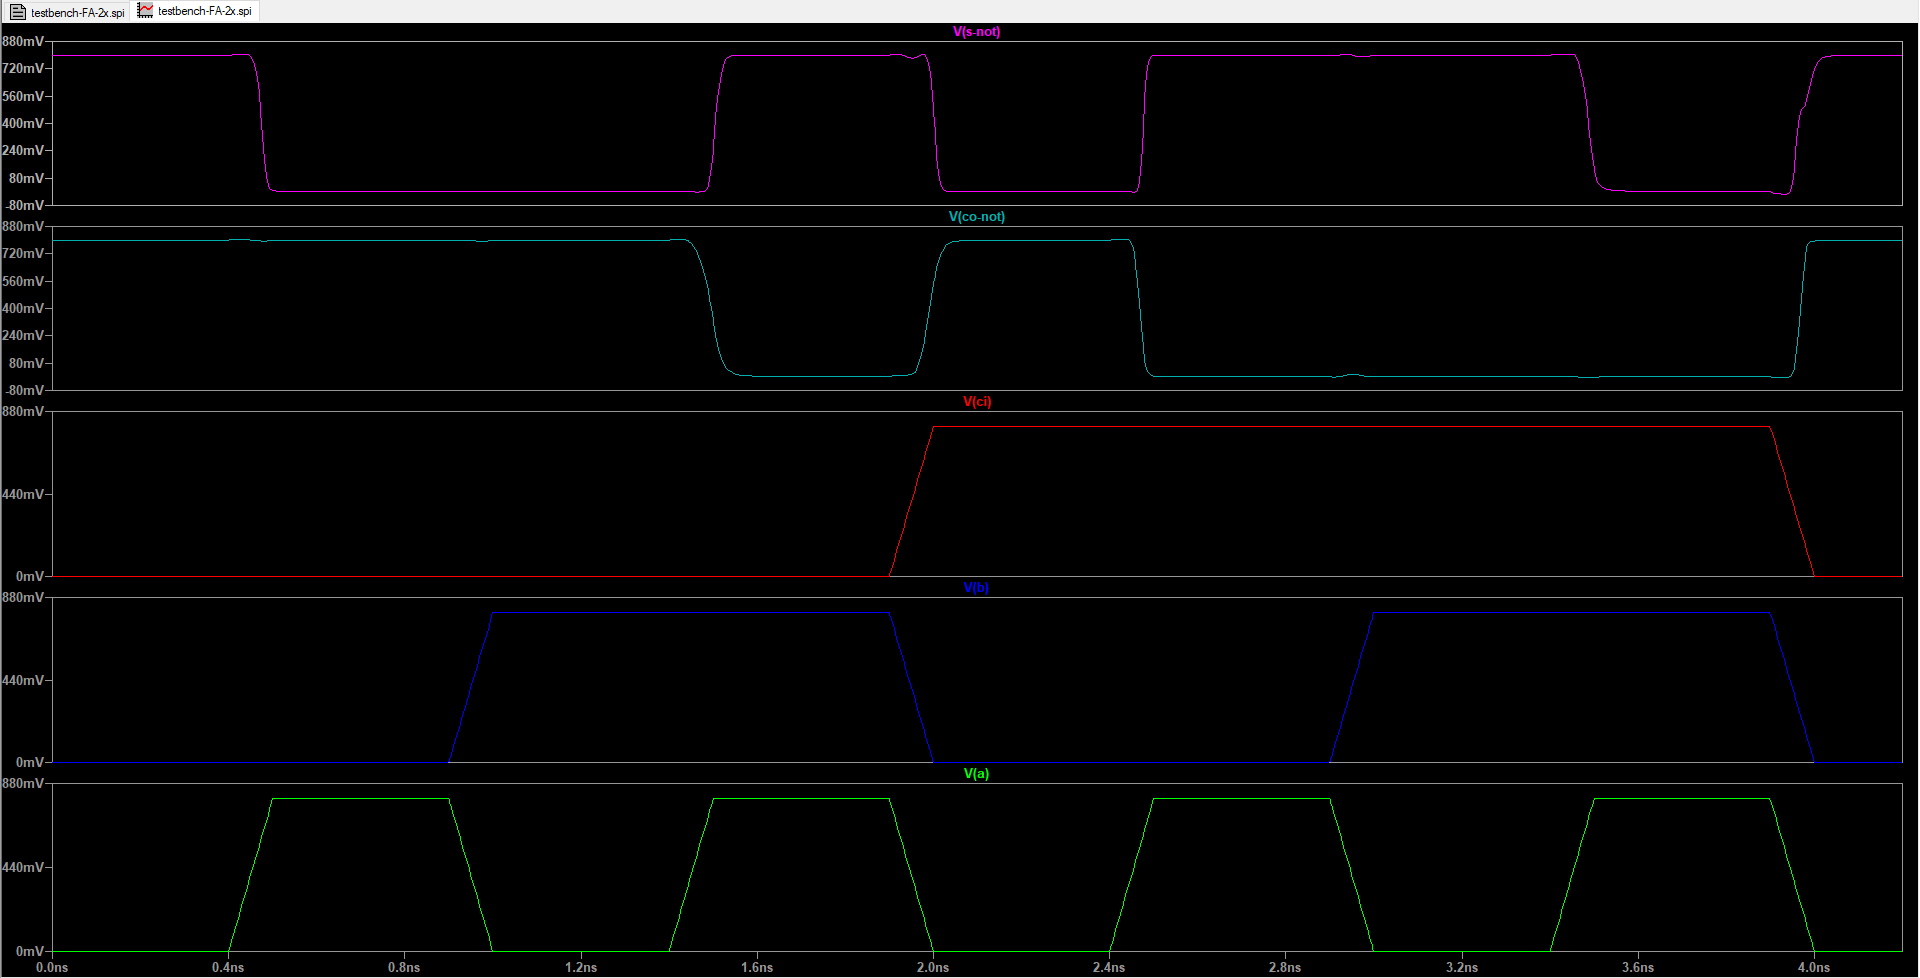 testbench-FA-2x.spi testbench-FA-2x.spi
V(s-not)
880mV
720mV
560mV
400mV
240mV
80mV
-80mV
V(co-not)
880mV
720mV
560mV
400mV
240mV
80mV
-80mV
V(ci)
880mV
440mV
0mV
V(b)
880mV
440mV
0mV
V(a)
880mV
440mV
0mV
0.0ns 0.4ns 0.8ns 1.2ns 1.6ns 2.0ns 2.4ns 2.8ns 3.2ns 3.6ns 4.0ns